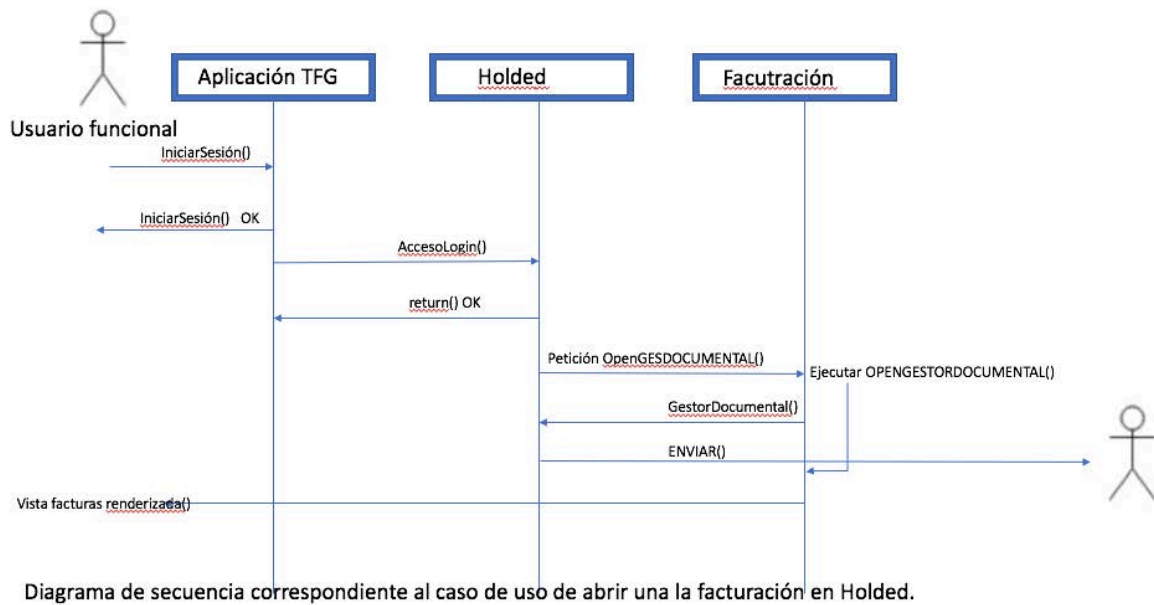 Aplicación TFG
Holded
Facutración
Usuario funcional
IniciarSesión()
IniciarSesión() OK
AccesoLogin()
return() OK
Petición OpenGESDOCUMENTAL()
Ejecutar OPENGESTORDOCUMENTAL()
GestorDocumental()
ENVIAR()
Vista facturas renderizada()
Diagrama de secuencia correspondiente al caso de uso de abrir una la facturación en Holded.